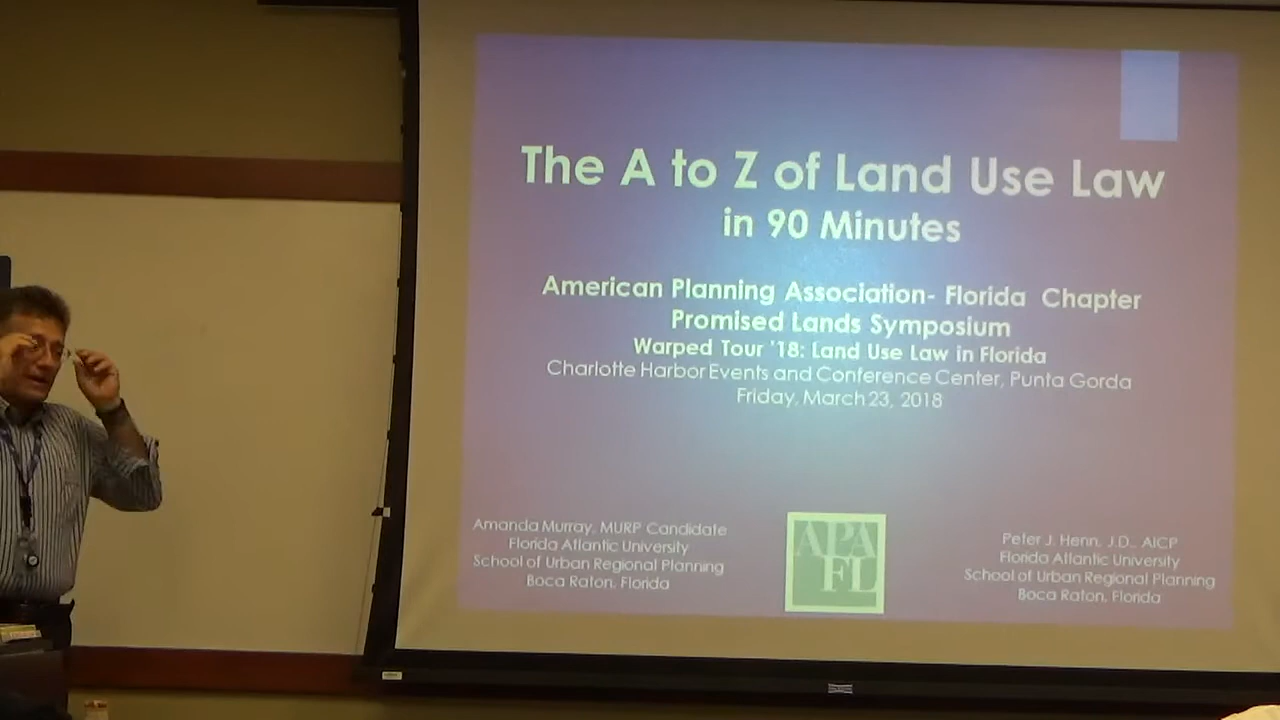 The A to Z of Land Use Law
in 90 Minutes
American Planning Association- Florida Chapter
Promised Lands Symposium
Warped Tour '18: Land Use Law in Florida
Charlotte Harbor Events and Conference Center, Punta Gorda
Friday, March 23, 2018
Amanda Murray, MURP Candidate
Florida Atlantic University
School of Urban Regional Planning
Boca Raton, Florida
APA
FL
Peter J. Henn, J.D., AICP
Florida Atlantic University
School of Urban Regional Planning
Boca Raton, Florida